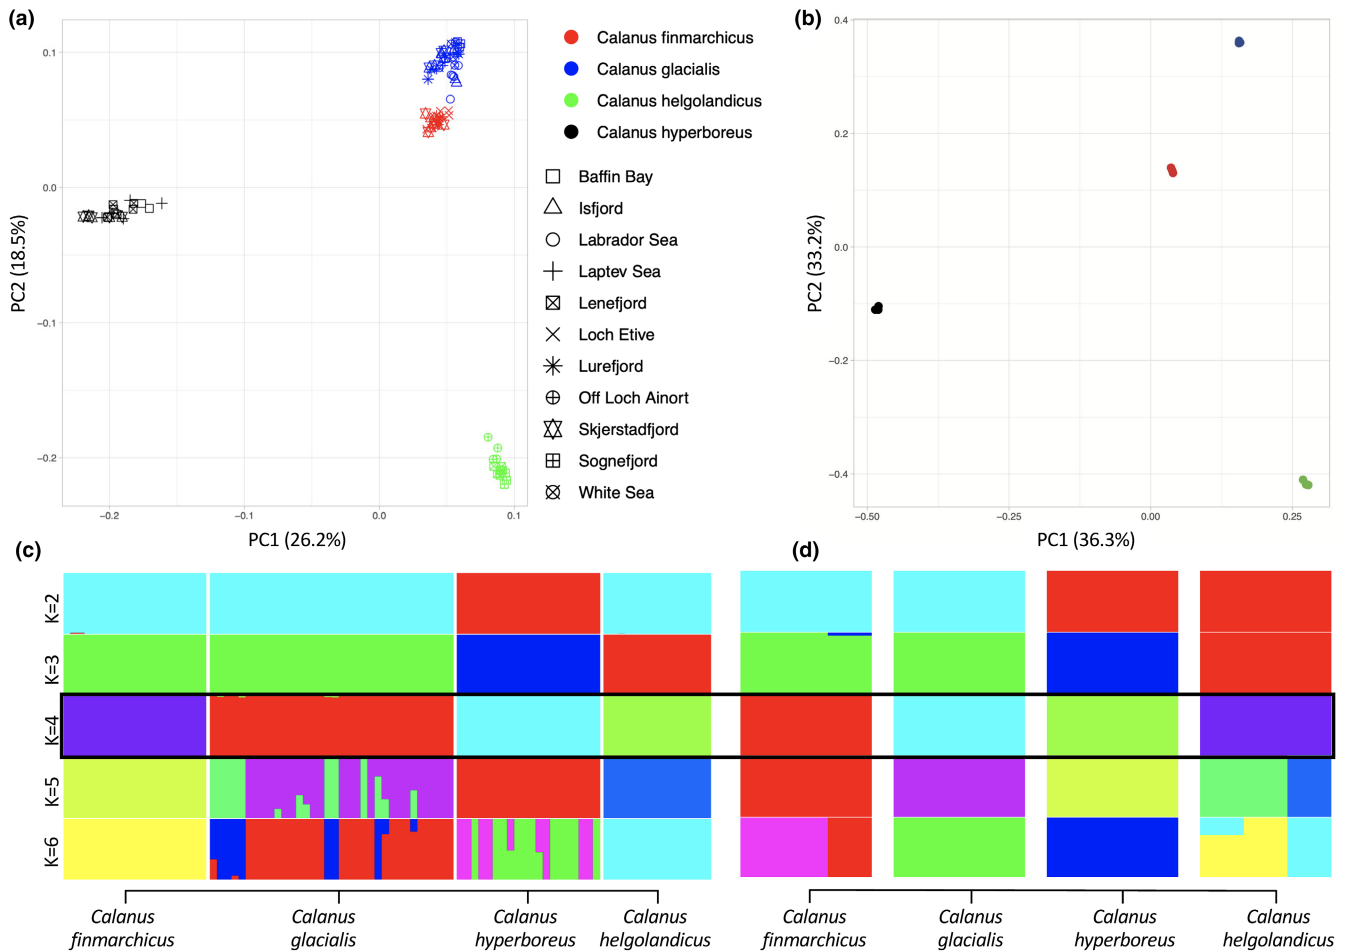 (a)
0.1
0.0
−0.1
−0.2
−0.2
−0.1
0.0
0.1
PC2 (18.5%)
PC1 (26.2%)
Calanus finmarchicus
Calanus glacialis
Calanus helgolandicus
Calanus hyperboreus
Baffin Bay
Isfjord
Labrador Sea
Laptev Sea
Lenefjord
Loch Etive
Lurefjord
Off Loch Ainort
Skjerstadfjord
Sognefjord
White Sea
(b)
0.4
0.2
0.0
−0.2
−0.4
−0.50
−0.25
0.00
0.25
PC2 (33.2%)
PC1 (36.3%)
(c)
K=2
K=3
K=4
K=5
K=6
Calanus
finmarchicus
Calanus
glacialis
Calanus
hyperboreus
Calanus
helgolandicus
(d)
Calanus
finmarchicus
Calanus
glacialis
Calanus
hyperboreus
Calanus
helgolandicus